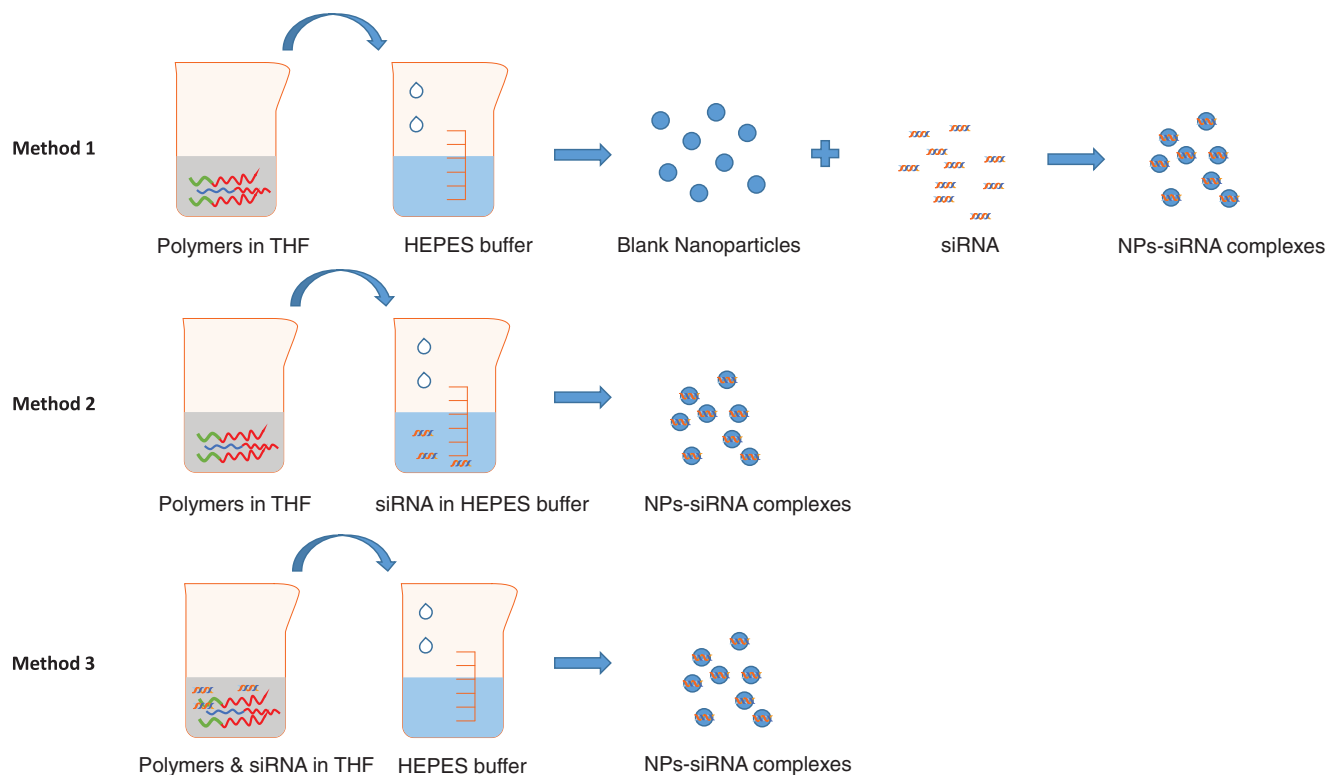 Method 1
Polymers in THF
HEPES buffer
Blank Nanoparticles
siRNA
NPs-siRNA complexes
Method 2
Polymers in THF
siRNA in HEPES buffer
NPs-siRNA complexes
Method 3
Polymers & siRNA in THF
HEPES buffer
NPs-siRNA complexes